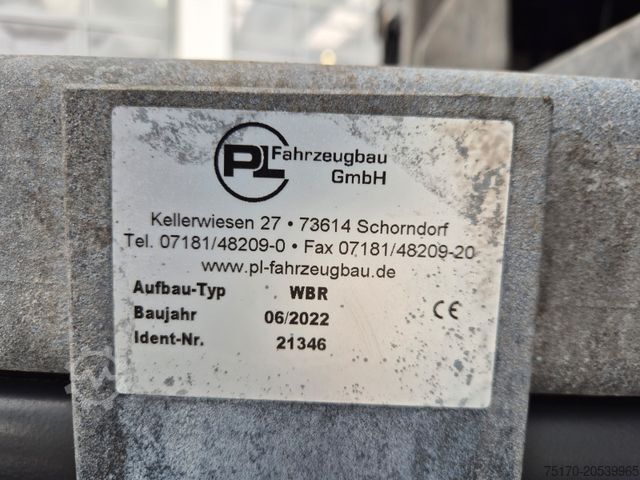 PL Fahrzeugbau
GmbH
Kellerwiesen 27 • 73614 Schorndorf
Tel. 07181/48209-0 • Fax 07181/48209-20
www.pl-fahrzeugbau.de
Aufbau-Typ WBR
Baujahr 06/2022 CE
Ident-Nr. 21346
75170-20539965